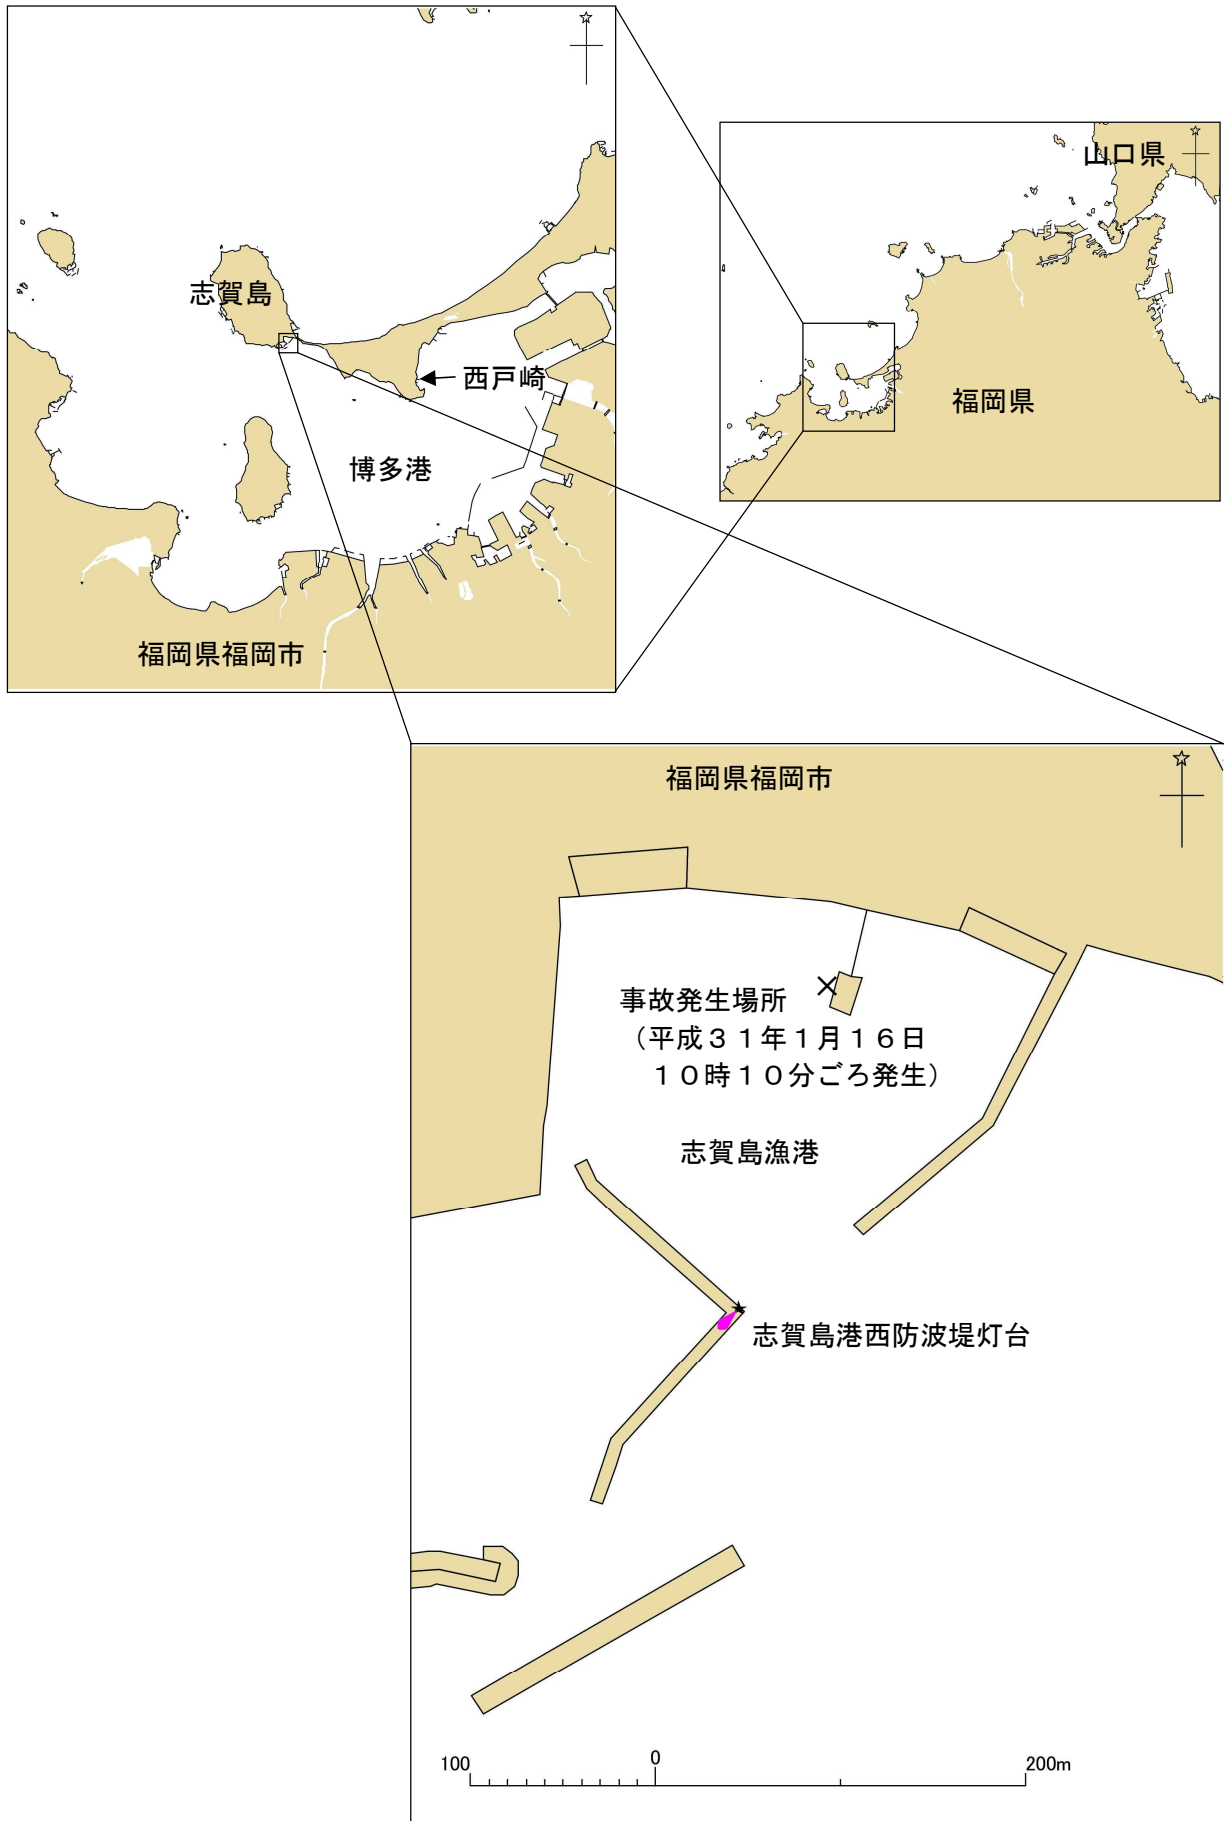 山口県
志賀島
西戸崎
福岡県
博多港
福岡県福岡市
福岡県福岡市
事故発生場所
（平成３１年１月１６日
１０時１０分ごろ発生）
志賀島漁港
志賀島港西防波堤灯台
100 0 200m